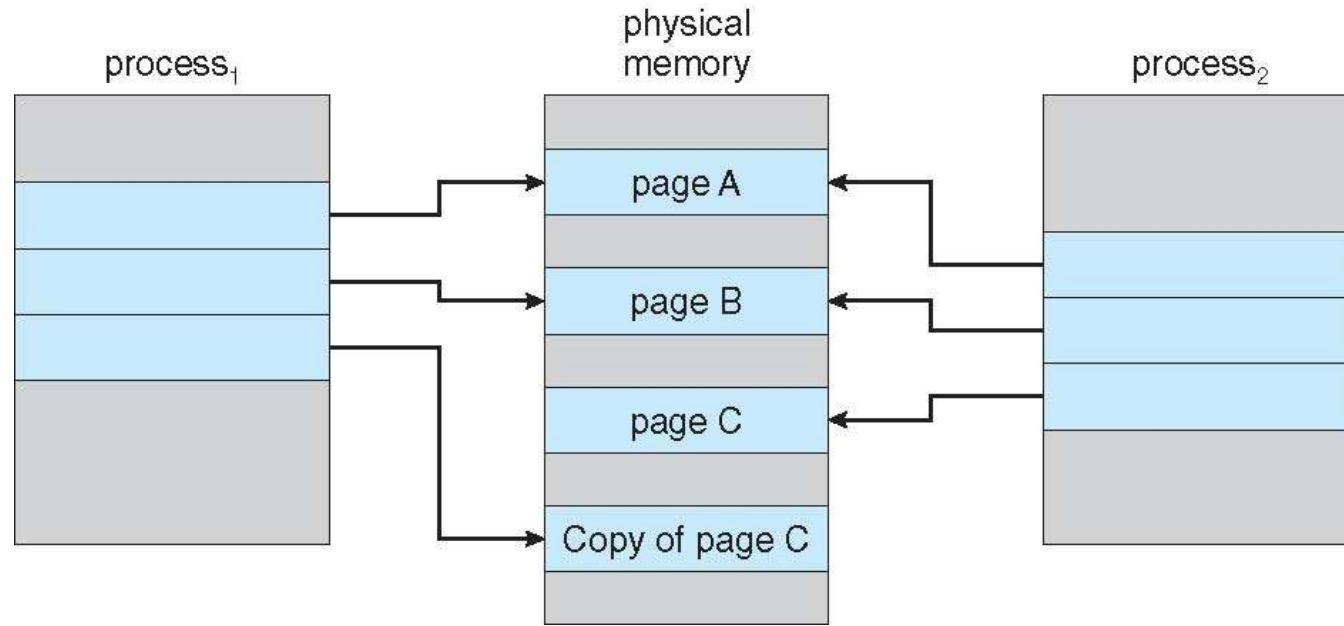 process₁
physical
memory
process₂
page A
page B
page C
Copy of page C